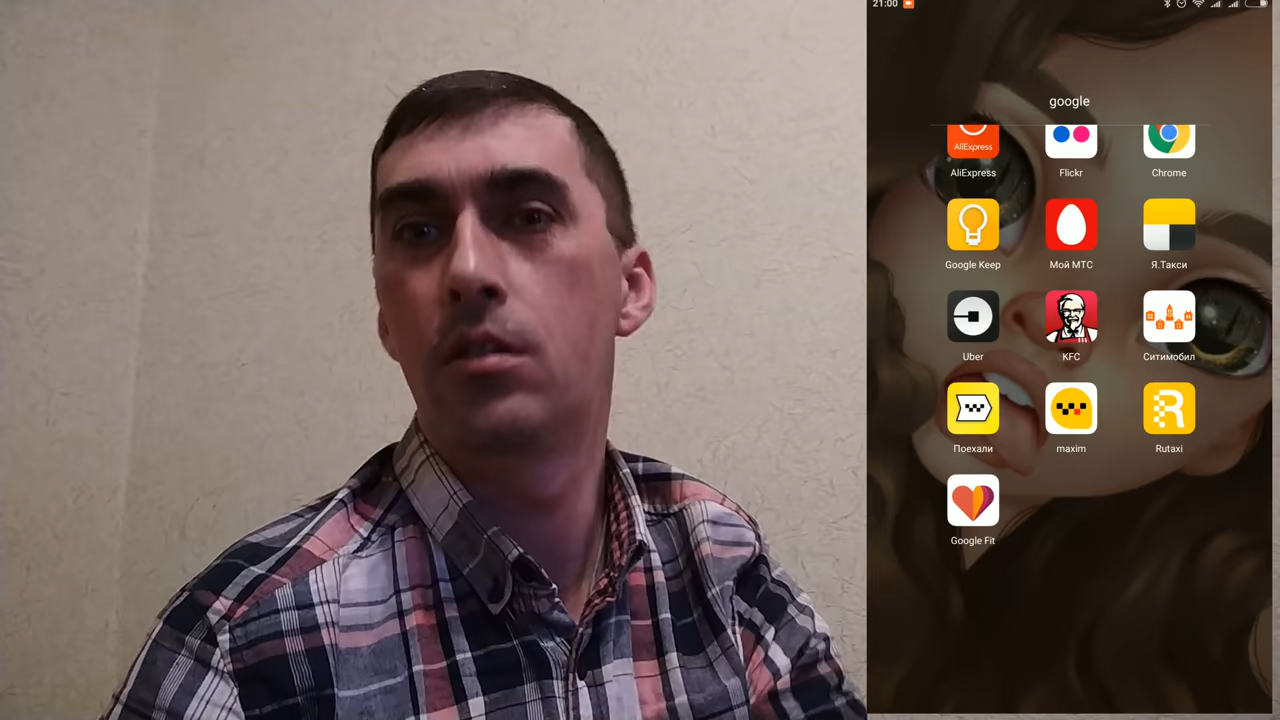 21:00
google
AliExpress
AliExpress Flickr Chrome
Google Keep Мой МТС Я.Такси
Uber KFC Ситимобил
Поехали maxim Rutaxi
Google Fit